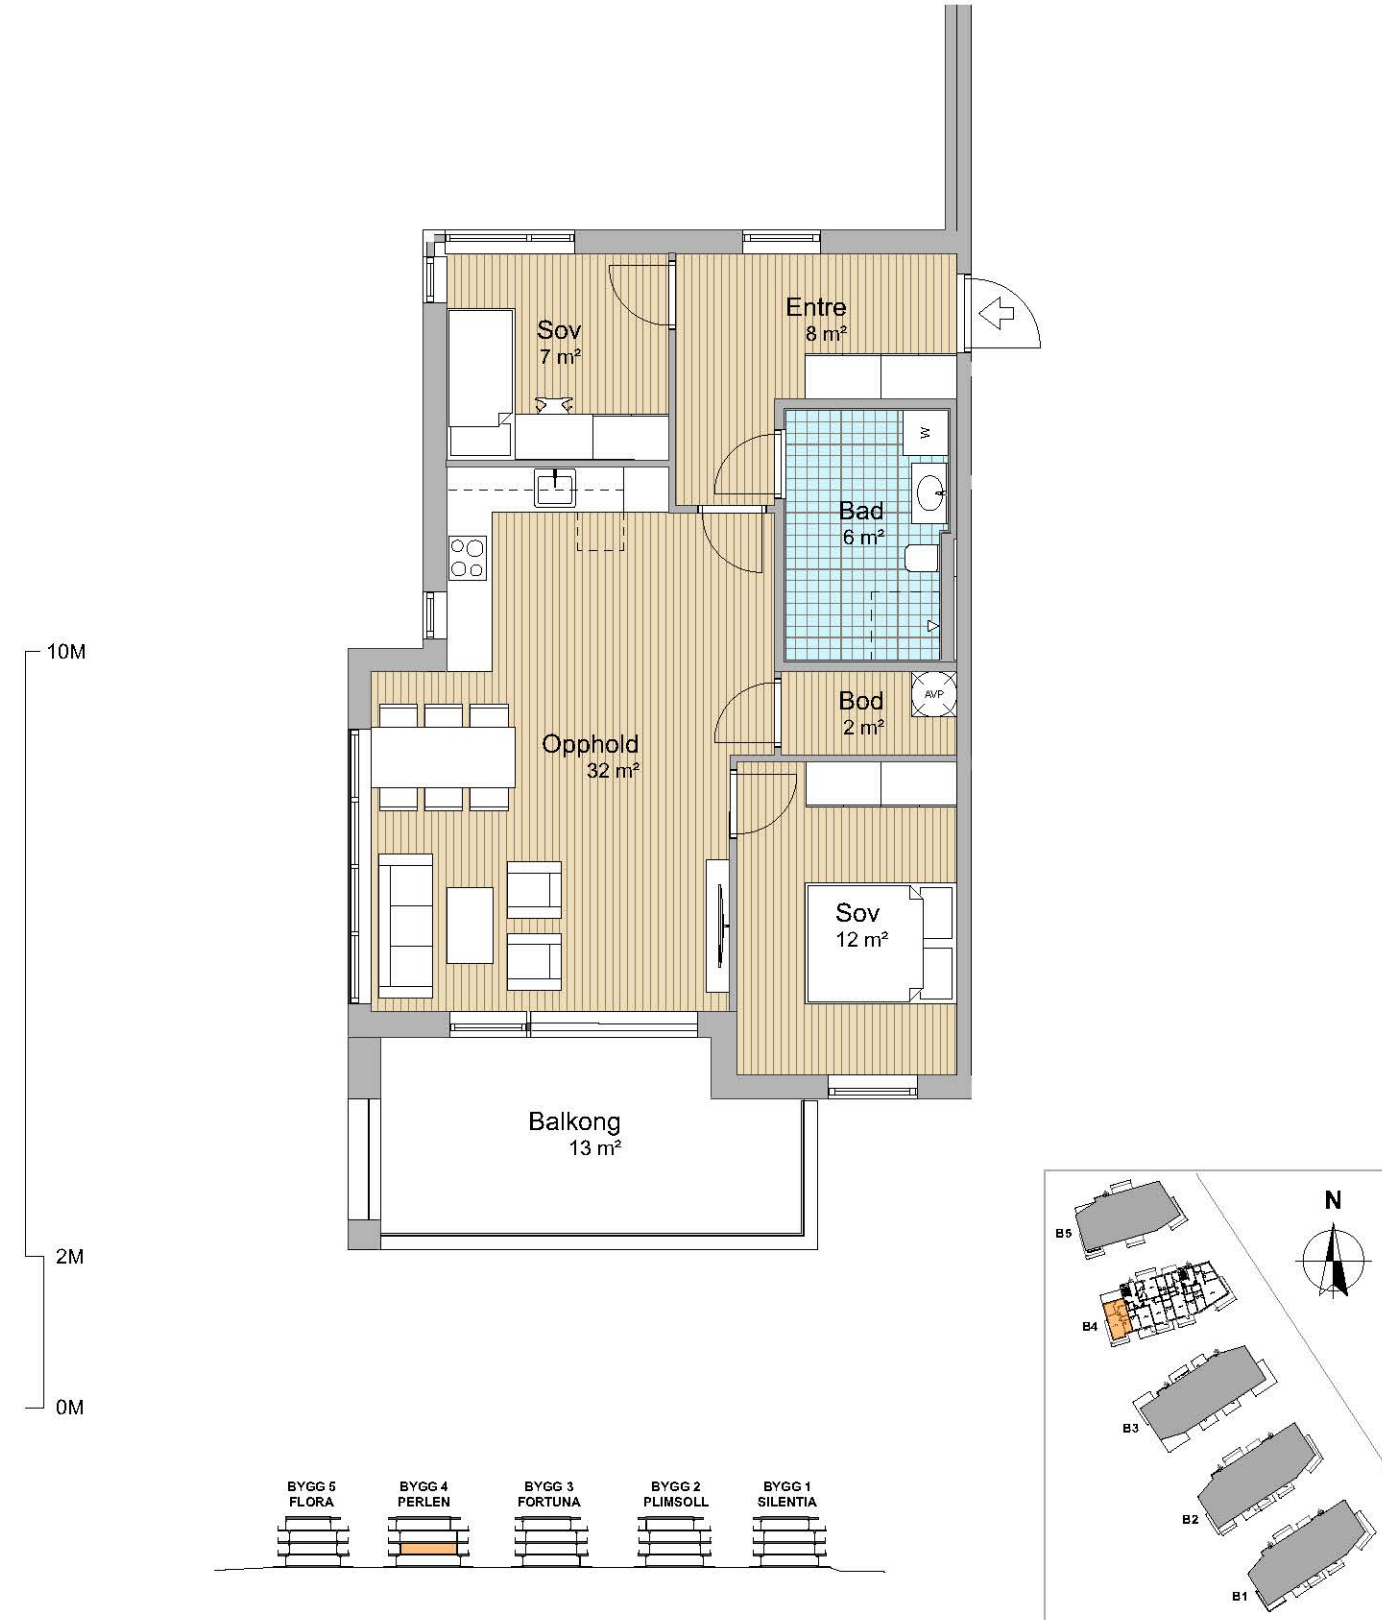 Entre
8 m²
Sov
7 m²
W
Bad
6 m²
10M
Bod
2 m²
AVP
Opphold
32 m²
Sov
12 m²
Balkong
13 m²
2M
0M
N
B5
B4
B3
B2
B1
BYGG 5
FLORA
BYGG 4
PERLEN
BYGG 3
FORTUNA
BYGG 2
PLIMSOLL
BYGG 1
SILENTIA